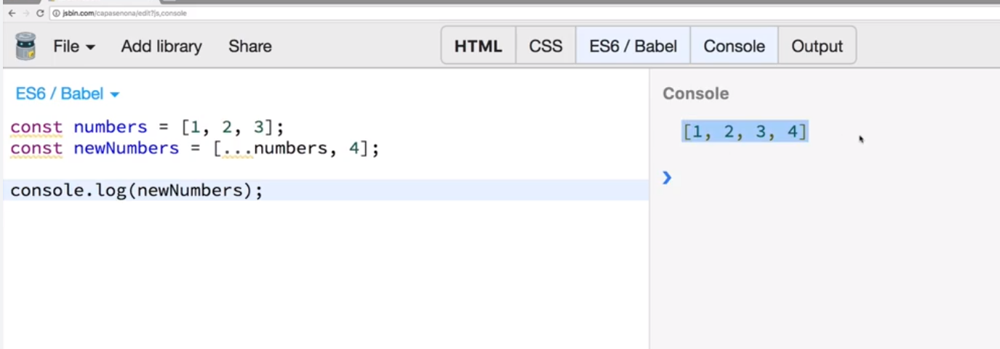 jsbin.com/capasenona/edit?js,console
File Add library Share HTML CSS ES6 / Babel Console Output
ES6 / Babel
const numbers = [1, 2, 3];
const newNumbers = [...numbers, 4];
console.log(newNumbers);
Console
[1, 2, 3, 4]